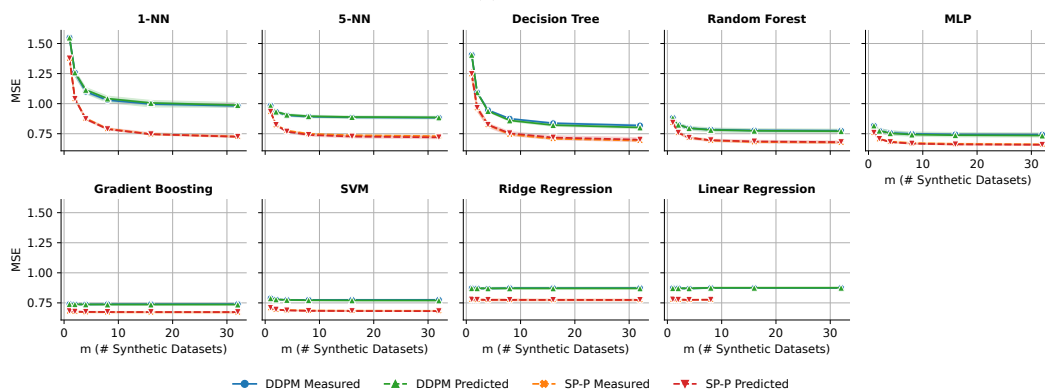 1-NN 5-NN Decision Tree Random Forest MLP
1.50
1.25
1.00
0.75
MSE
0 10 20 30
m (# Synthetic Datasets)
Gradient Boosting SVM Ridge Regression Linear Regression
1.50
1.25
1.00
0.75
MSE
0 10 20 30 0 10 20 30 0 10 20 30 0 10 20 30
m (# Synthetic Datasets) m (# Synthetic Datasets) m (# Synthetic Datasets) m (# Synthetic Datasets)
DDPM Measured DDPM Predicted SP-P Measured SP-P Predicted